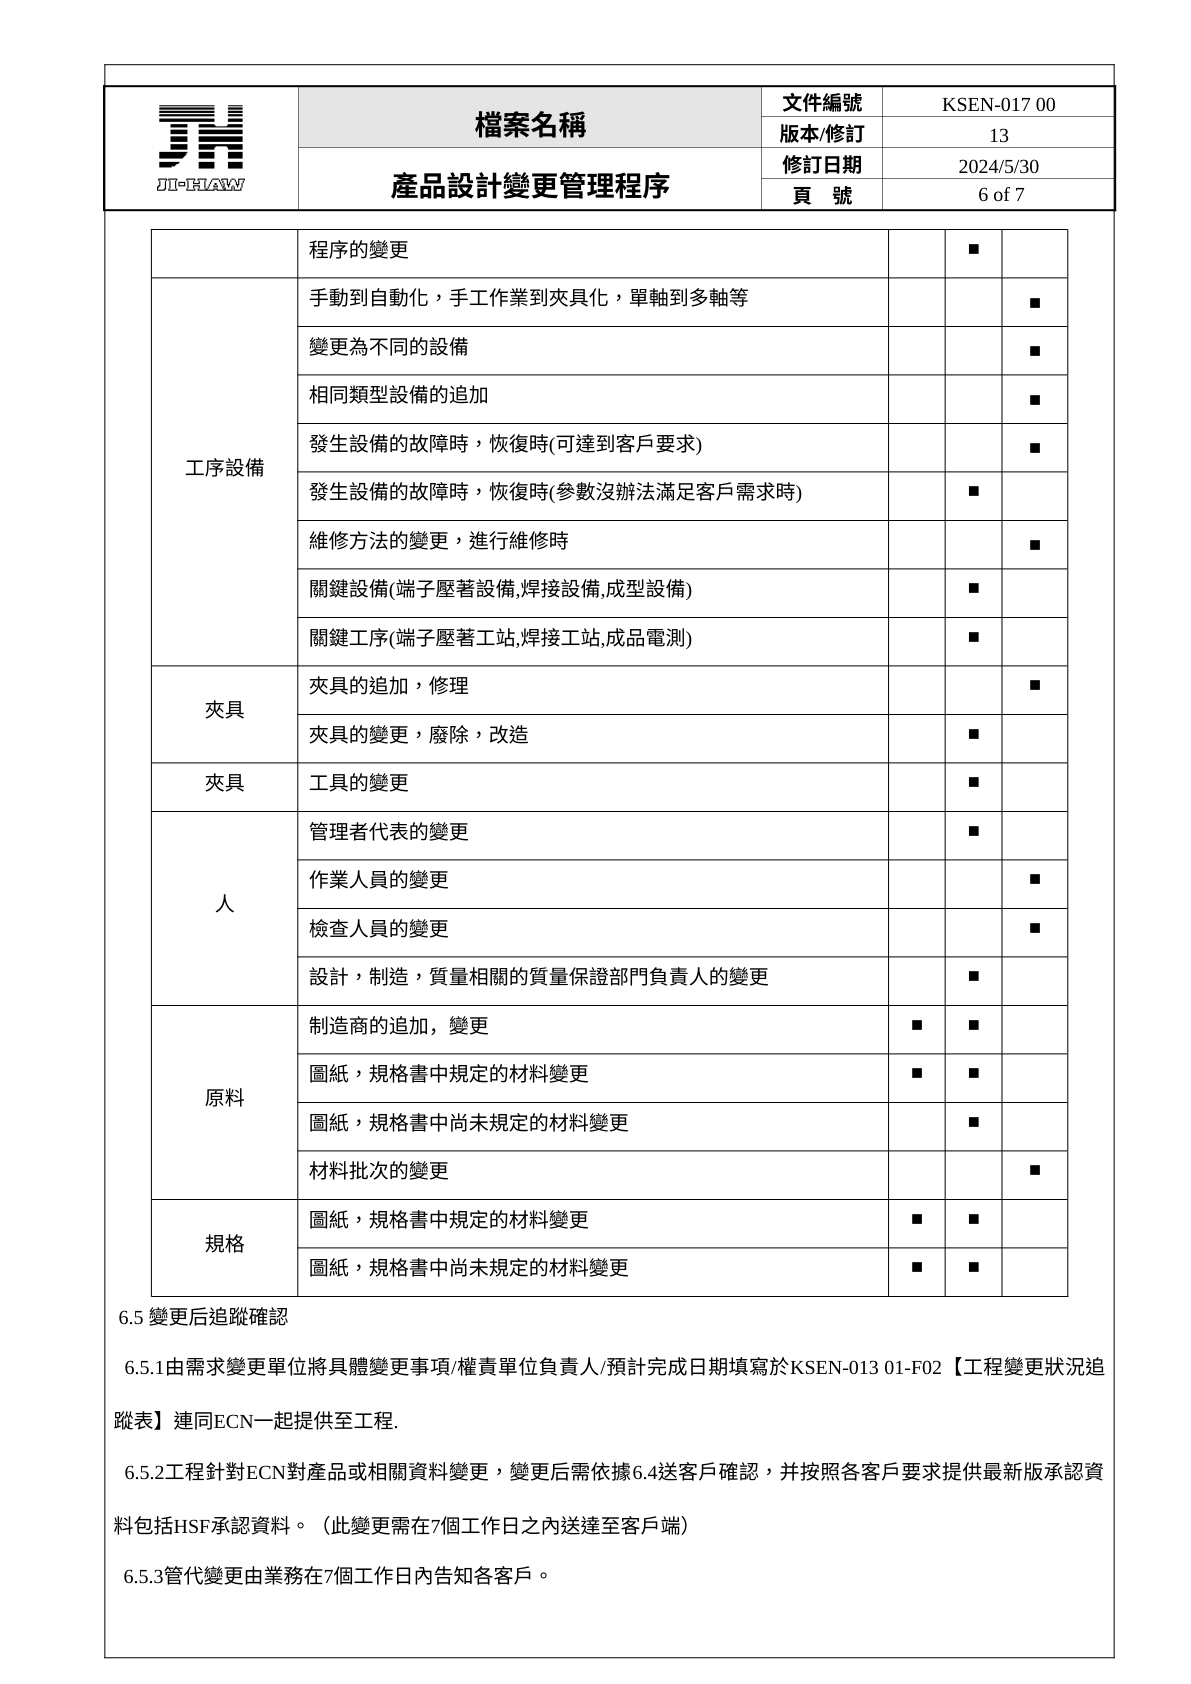 檔案名稱
文件編號 KSEN-017 00
版本/修訂 13
產品設計變更管理程序
修訂日期 2024/5/30
頁 號 6 of 7
JI-HAW
程序的變更 ■
工序設備
手動到自動化，手工作業到夾具化，單軸到多軸等 ■
變更為不同的設備 ■
相同類型設備的追加 ■
發生設備的故障時，恢復時(可達到客戶要求) ■
發生設備的故障時，恢復時(參數沒辦法滿足客戶需求時) ■
維修方法的變更，進行維修時 ■
關鍵設備(端子壓著設備,焊接設備,成型設備) ■
關鍵工序(端子壓著工站,焊接工站,成品電測) ■
夾具
夾具的追加，修理 ■
夾具的變更，廢除，改造 ■
夾具 工具的變更 ■
人
管理者代表的變更 ■
作業人員的變更 ■
檢查人員的變更 ■
設計，制造，質量相關的質量保證部門負責人的變更 ■
原料
制造商的追加，變更 ■ ■
圖紙，規格書中規定的材料變更 ■ ■
圖紙，規格書中尚未規定的材料變更 ■
材料批次的變更 ■
規格
圖紙，規格書中規定的材料變更 ■ ■
圖紙，規格書中尚未規定的材料變更 ■ ■
6.5 變更后追蹤確認
6.5.1由需求變更單位將具體變更事項/權責單位負責人/預計完成日期填寫於KSEN-013 01-F02【工程變更狀況追
蹤表】連同ECN一起提供至工程.
6.5.2工程針對ECN對產品或相關資料變更，變更后需依據6.4送客戶確認，并按照各客戶要求提供最新版承認資
料包括HSF承認資料。（此變更需在7個工作日之內送達至客戶端）
6.5.3管代變更由業務在7個工作日內告知各客戶。